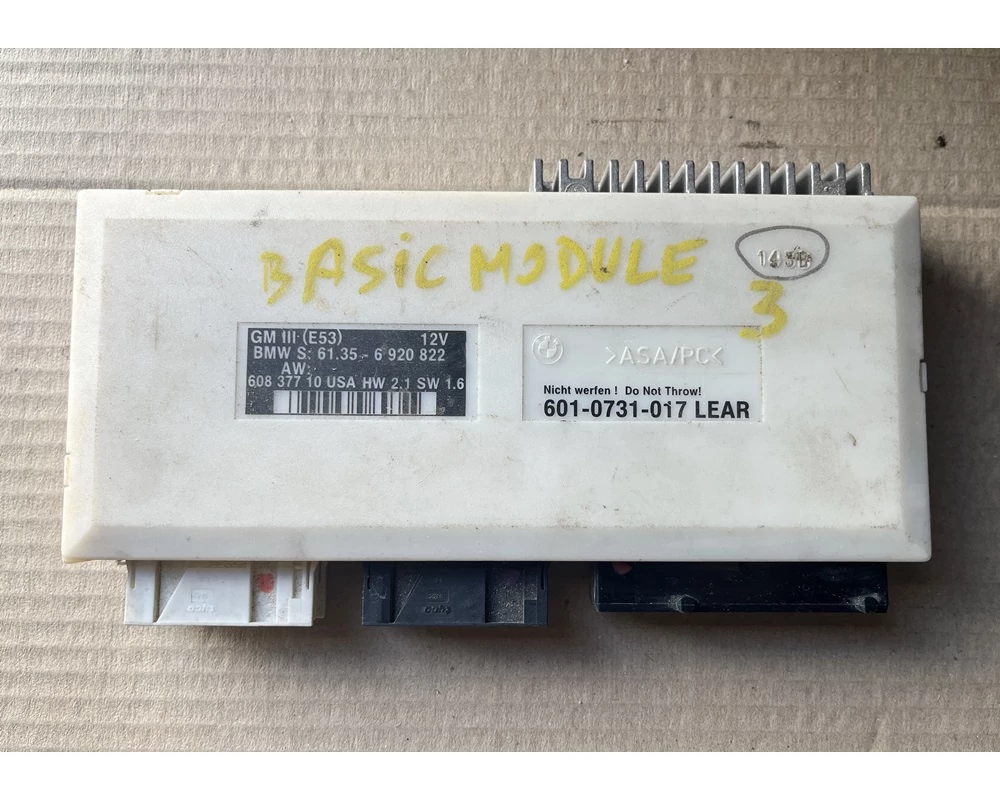 BASiC MODULE
3
GM III (E53) 12V
BMW S: 61.35 - 6 920 822
AW:
608 377 10 USA HW 2.1 SW 1.6
>ASA/PC<
Nicht werfen ! Do Not Throw!
601-0731-017 LEAR